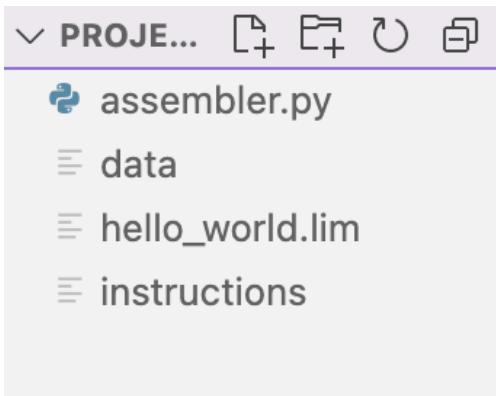 PROJE...
assembler.py
data
hello_world.lim
instructions